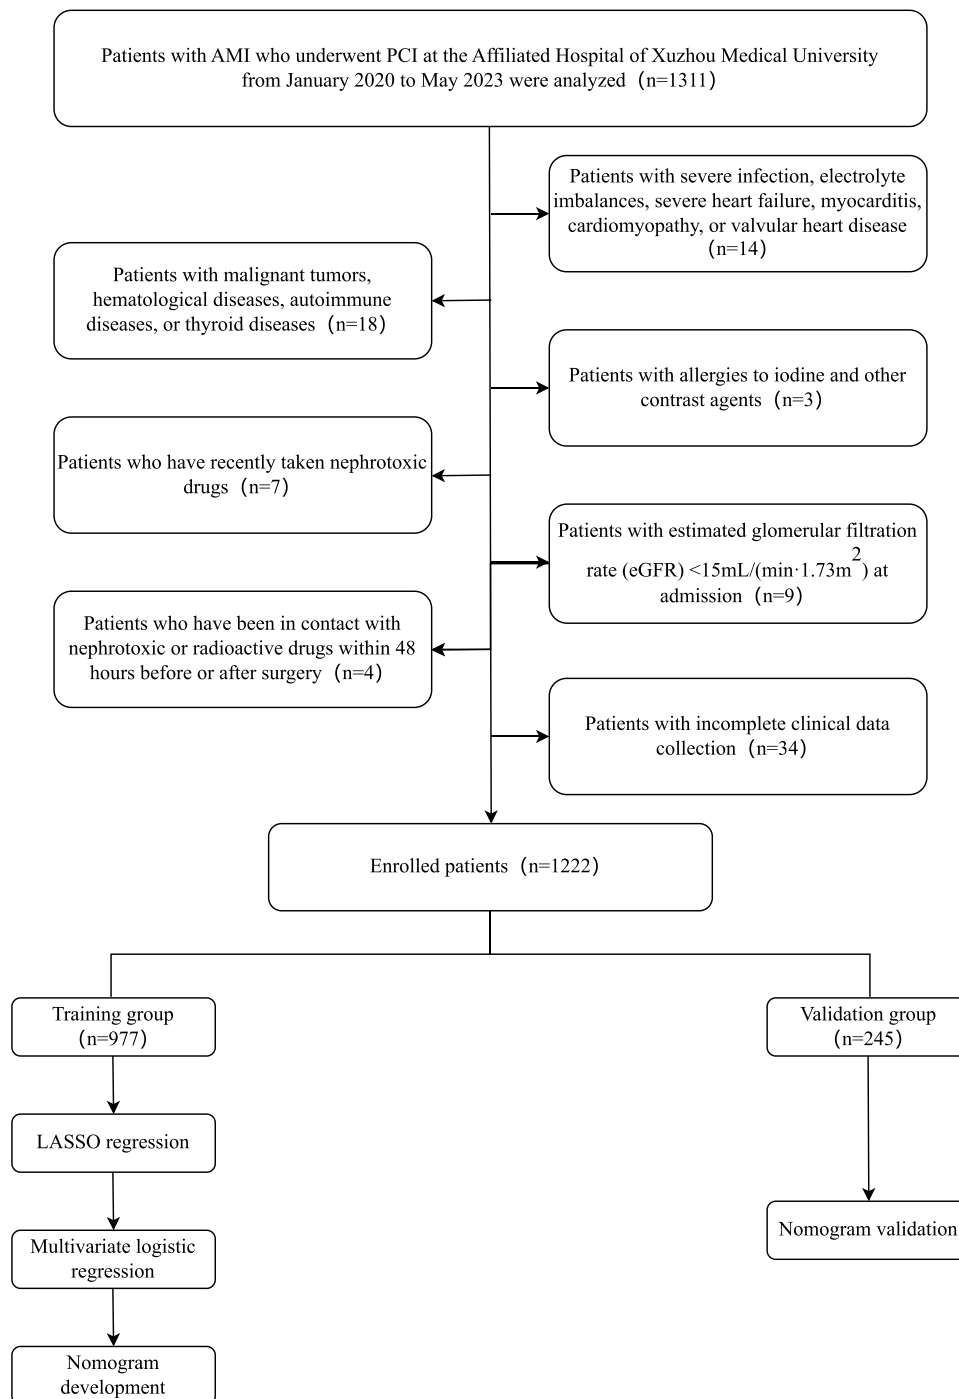 Patients with AMI who underwent PCI at the Affiliated Hospital of Xuzhou Medical University
from January 2020 to May 2023 were analyzed（n=1311）
Patients with severe infection, electrolyte
imbalances, severe heart failure, myocarditis,
cardiomyopathy, or valvular heart disease
（n=14）
Patients with malignant tumors,
hematological diseases, autoimmune
diseases, or thyroid diseases（n=18）
Patients with allergies to iodine and other
contrast agents（n=3）
Patients who have recently taken nephrotoxic
drugs（n=7）
Patients with estimated glomerular filtration
rate (eGFR) <15mL/(min·1.73m²) at
admission（n=9）
Patients who have been in contact with
nephrotoxic or radioactive drugs within 48
hours before or after surgery（n=4）
Patients with incomplete clinical data
collection（n=34）
Enrolled patients（n=1222）
Training group
（n=977）
Validation group
（n=245）
LASSO regression
Multivariate logistic
regression
Nomogram validation
Nomogram
development